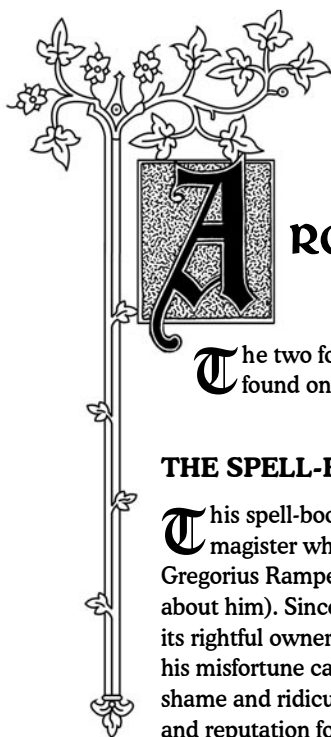 A
RO
The two fo
found on
THE SPELL-B
This spell-boo
magister wh
Gregorius Rampe
about him). Since
its rightful owner
his misfortune ca
shame and ridicu
and reputation fo